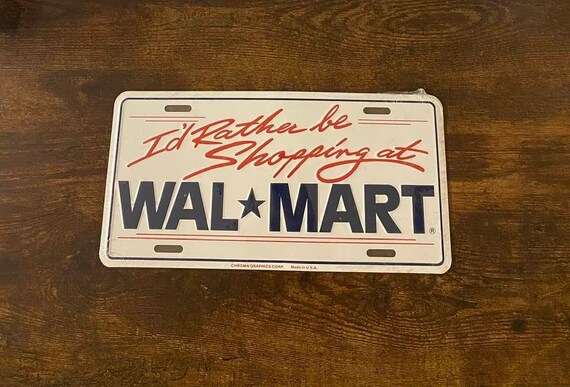 I'd Rather be
Shopping at
WAL★MART®
CHROMA GRAPHICS CORP. Made in U.S.A.